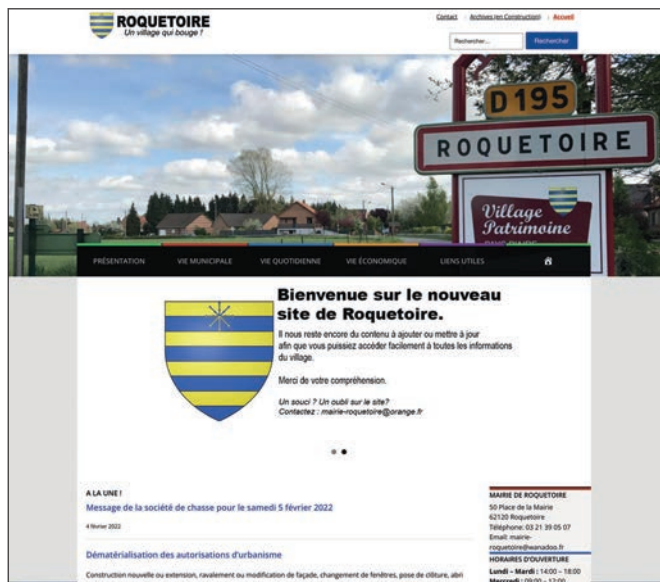 ROQUETOIRE
Un village qui bouge !
Contact
Archives (en Construction)
Accueil
Rechercher...
Rechercher
D 195
ROQUETOIRE
Village
Patrimoine
PRÉSENTATION
VIE MUNICIPALE
VIE QUOTIDIENNE
VIE ÉCONOMIQUE
LIENS UTILES
Bienvenue sur le nouveau
site de Roquetoire.
Il nous reste encore du contenu à ajouter ou mettre à jour
afin que vous puissiez accéder facilement à toutes les informations
du village.
Merci de votre compréhension.
Un souci ? Un oubli sur le site?
Contactez : mairie-roquetoire@orange.fr
A LA UNE !
Message de la société de chasse pour le samedi 5 février 2022
4 février 2022
Dématérialisation des autorisations d'urbanisme
Construction nouvelle ou extension, ravalement ou modification de façade, changement de fenêtres, pose de clôture, abri
MAIRIE DE ROQUETOIRE
50 Place de la Mairie
62120 Roquetoire
Téléphone: 03 21 39 05 07
Email: mairie-
roquetoire@wanadoo.fr
HORAIRES D'OUVERTURE
Lundi – Mardi : 14:00 – 18:00
Mercredi : 09:00 – 12:00